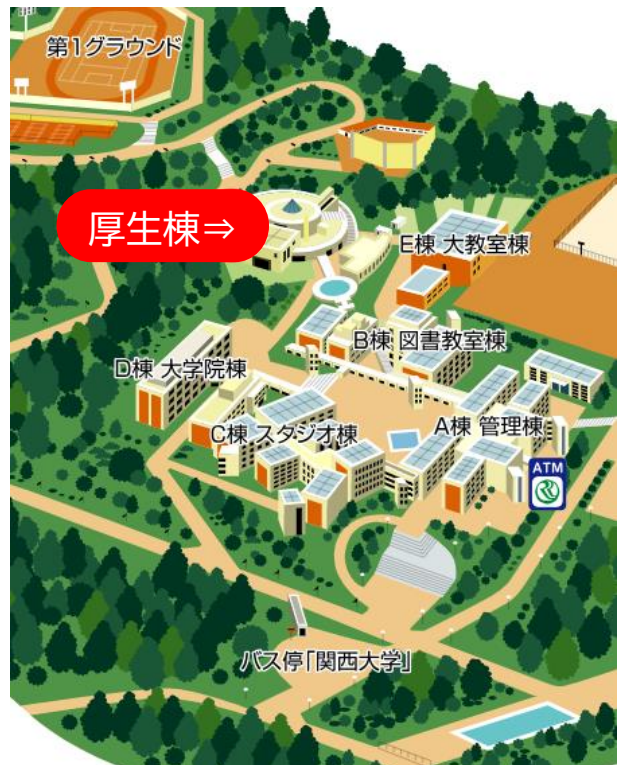 第1グラウンド
厚生棟⇒
E棟 大教室棟
B棟 図書教室棟
D棟 大学院棟
C棟 スタジオ棟
A棟 管理棟
ATM
バス停「関西大学」